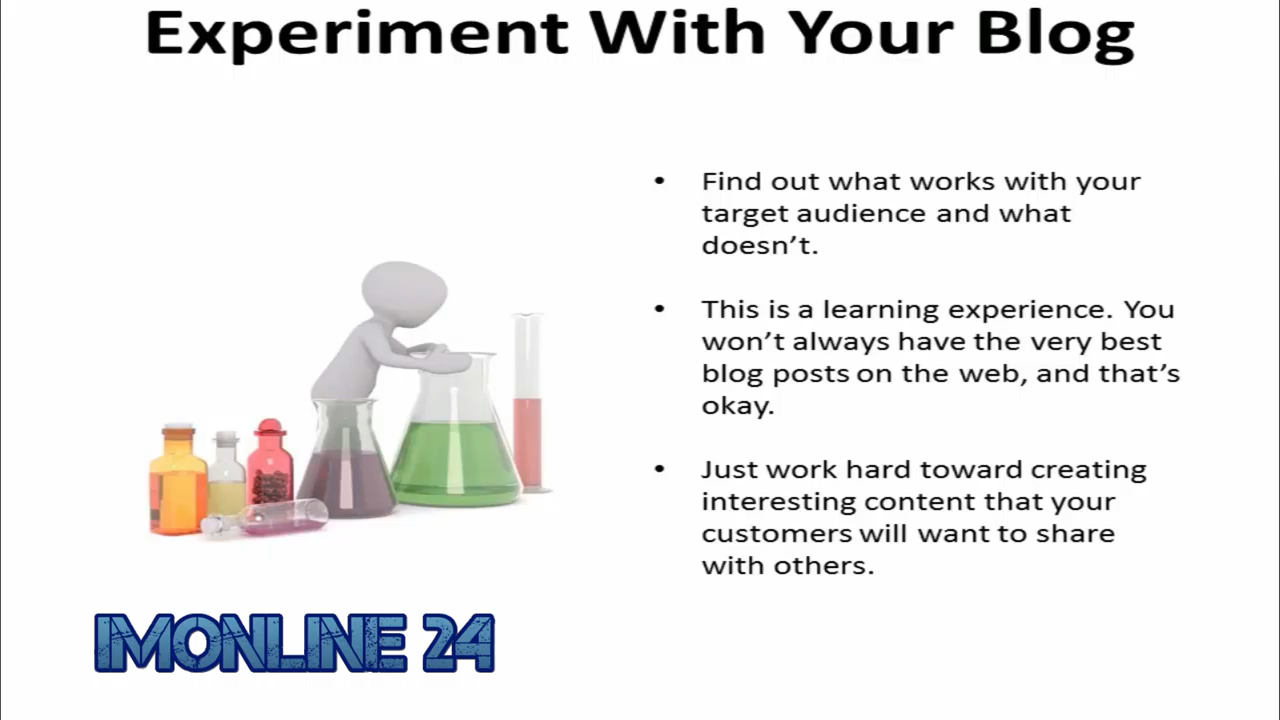 Experiment With Your Blog
• Find out what works with your
target audience and what
doesn’t.
• This is a learning experience. You
won’t always have the very best
blog posts on the web, and that’s
okay.
• Just work hard toward creating
interesting content that your
customers will want to share
with others.
IMONLINE 24